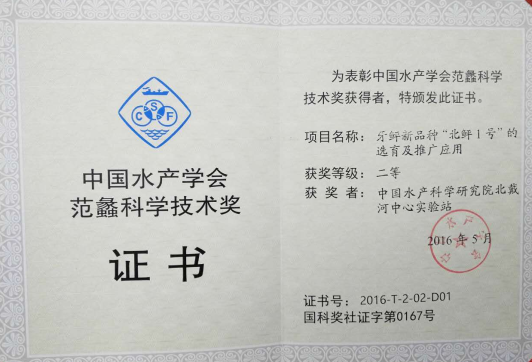 CSF
中国水产学会
范蠡科学技术奖
证书
为表彰中国水产学会范蠡科学
技术奖获得者，特颁发此证书。
项目名称：牙鲆新品种“北鲆1号”的
选育及推广应用
获奖等级：二等
获奖者：中国水产科学研究院北戴
河中心实验站
2016年5月
证书号：2016-T-2-02-D01
国科奖社证字第0167号